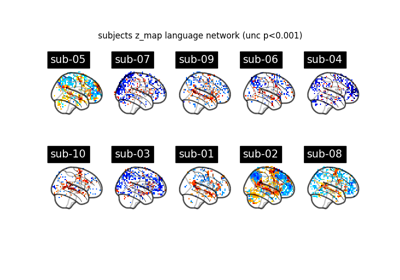 subjects z_map language network (unc p<0.001)
sub-05 sub-07 sub-09 sub-06 sub-04
sub-10 sub-03 sub-01 sub-02 sub-08